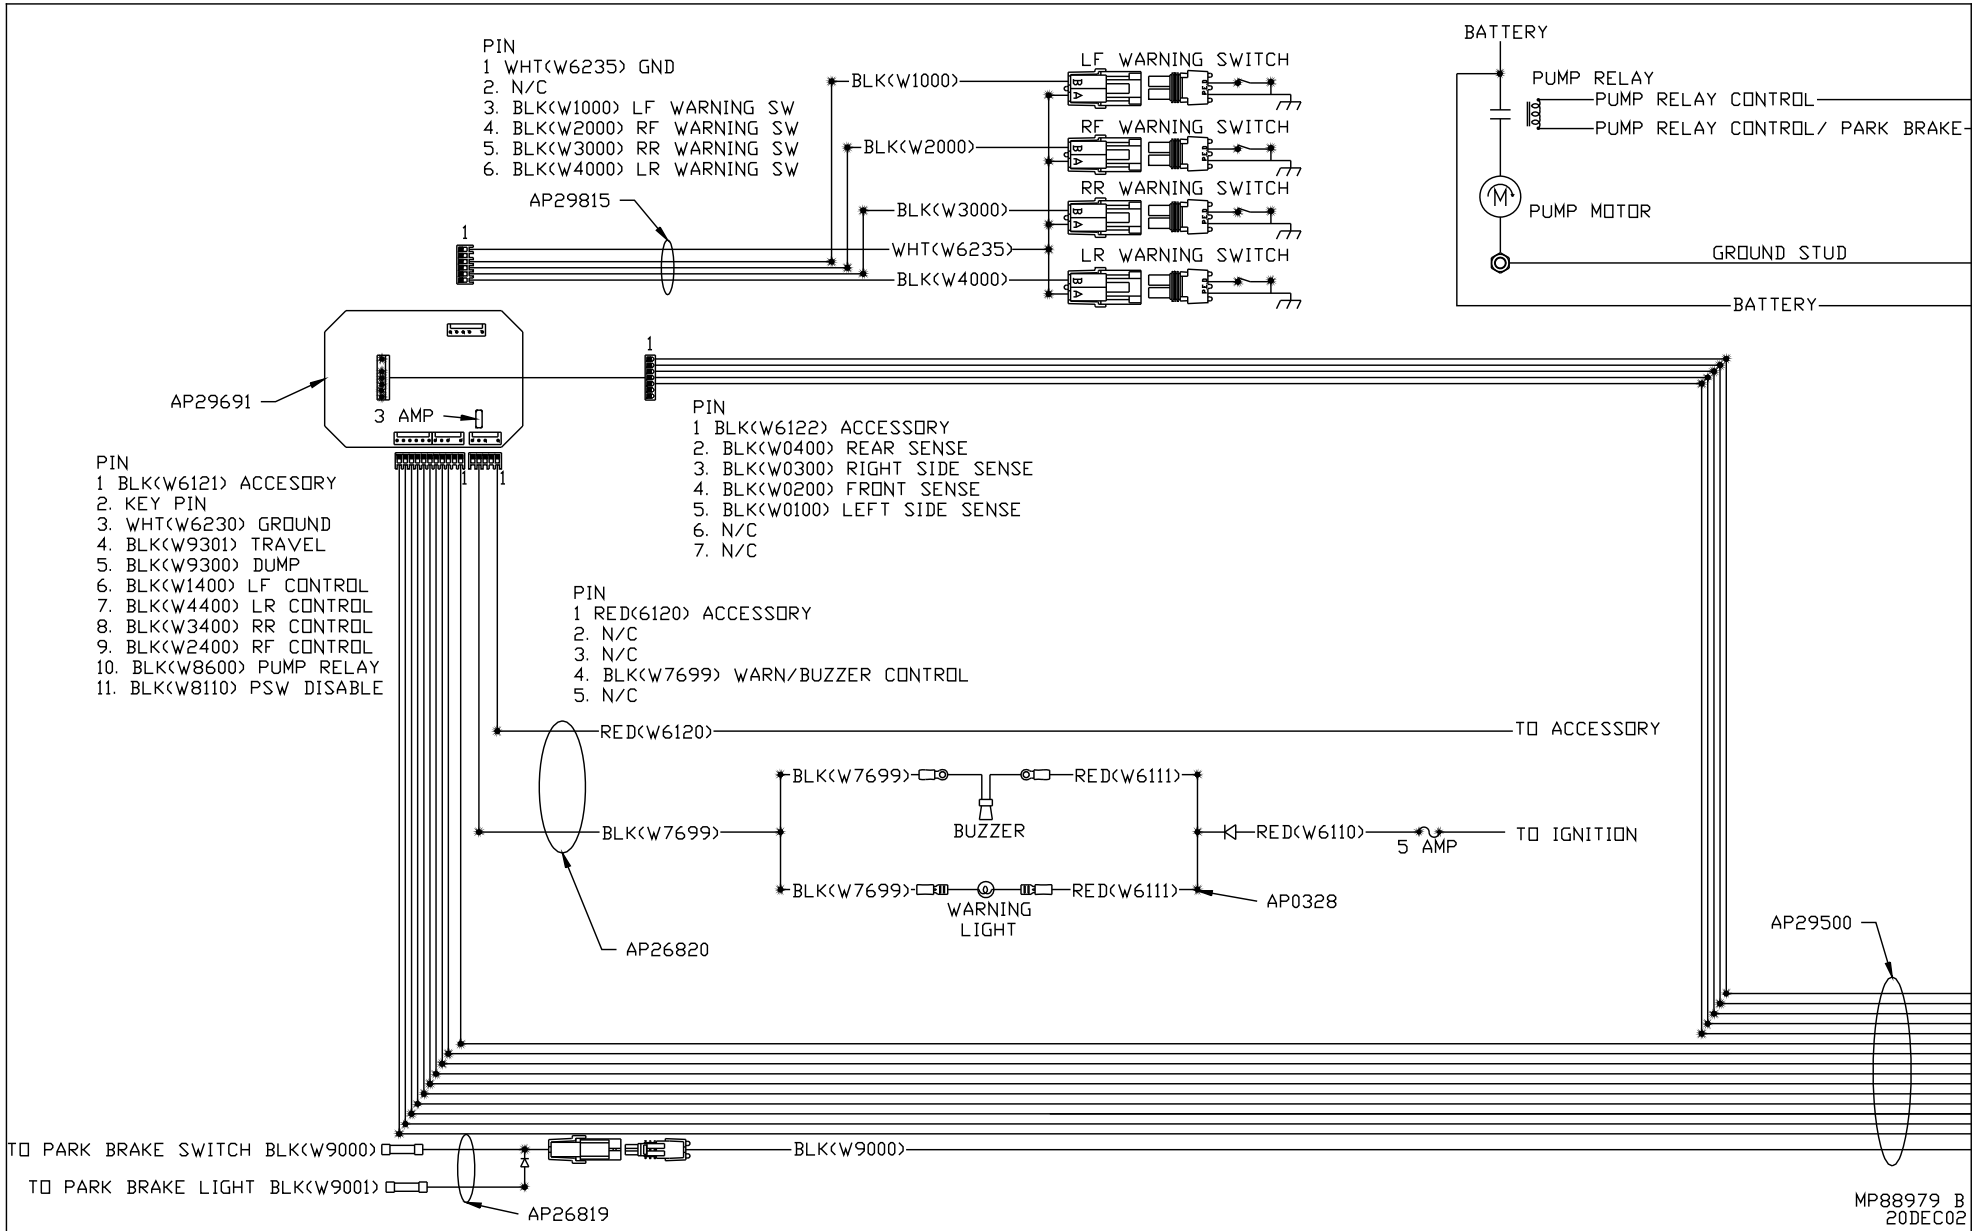 PIN
1 WHT(W6235) GND
2. N/C
3. BLK(W1000) LF WARNING SW
4. BLK(W2000) RF WARNING SW
5. BLK(W3000) RR WARNING SW
6. BLK(W4000) LR WARNING SW
AP29815
1
BLK(W1000)
BLK(W2000)
BLK(W3000)
WHT(W6235)
BLK(W4000)
LF WARNING SWITCH
B
A
RF WARNING SWITCH
B
A
RR WARNING SWITCH
B
A
LR WARNING SWITCH
B
A
BATTERY
PUMP RELAY
PUMP RELAY CONTROL
PUMP RELAY CONTROL/ PARK BRAKE
M
PUMP MOTOR
GROUND STUD
BATTERY
AP29691
3 AMP
1
PIN
1 BLK(W6122) ACCESSORY
2. BLK(W0400) REAR SENSE
3. BLK(W0300) RIGHT SIDE SENSE
4. BLK(W0200) FRONT SENSE
5. BLK(W0100) LEFT SIDE SENSE
6. N/C
7. N/C
1
1
PIN
1 BLK(W6121) ACCESORY
2. KEY PIN
3. WHT(W6230) GROUND
4. BLK(W9301) TRAVEL
5. BLK(W9300) DUMP
6. BLK(W1400) LF CONTROL
7. BLK(W4400) LR CONTROL
8. BLK(W3400) RR CONTROL
9. BLK(W2400) RF CONTROL
10. BLK(W8600) PUMP RELAY
11. BLK(W8110) PSW DISABLE
PIN
1 RED(6120) ACCESSORY
2. N/C
3. N/C
4. BLK(W7699) WARN/BUZZER CONTROL
5. N/C
RED(W6120)
TO ACCESSORY
BLK(W7699)
RED(W6111)
BUZZER
BLK(W7699)
RED(W6110)
5 AMP
TO IGNITION
BLK(W7699)
RED(W6111)
WARNING
LIGHT
AP0328
AP26820
AP29500
TO PARK BRAKE SWITCH BLK(W9000)
BLK(W9000)
TO PARK BRAKE LIGHT BLK(W9001)
AP26819
MP88979 B
20DEC02